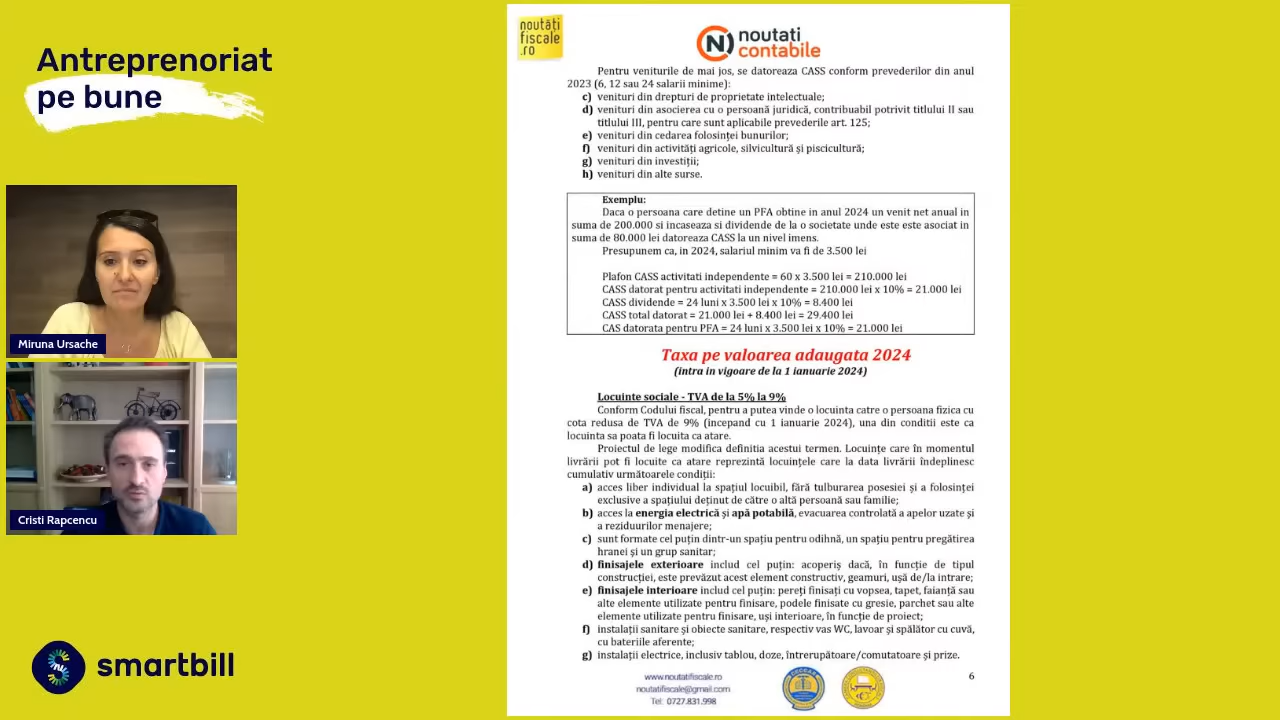 Antreprenoriat
pe bune
Miruna Ursache
Cristi Rapcencu
smartbill
noutăți
fiscale
.ro
noutati
contabile
Pentru veniturile de mai jos, se datoreaza CASS conform prevederilor din anul
2023 (6, 12 sau 24 salarii minime):
c) venituri din drepturi de proprietate intelectuale;
d) venituri din asocierea cu o persoană juridică, contribuabil potrivit titlului II sau
titlului III, pentru care sunt aplicabile prevederile art. 125;
e) venituri din cedarea folosinței bunurilor;
f) venituri din activități agricole, silvicultură și piscicultură;
g) venituri din investiții;
h) venituri din alte surse.
Exemplu:
Daca o persoana care detine un PFA obtine in anul 2024 un venit net anual in
suma de 200.000 si incaseaza si dividende de la o societate unde este este asociat in
suma de 80.000 lei datoreaza CASS la un nivel imens.
Presupunem ca, in 2024, salariul minim va fi de 3.500 lei
Plafon CASS activitati independente = 60 x 3.500 lei = 210.000 lei
CASS datorat pentru activitati independente = 210.000 lei x 10% = 21.000 lei
CASS dividende = 24 luni x 3.500 lei x 10% = 8.400 lei
CASS total datorat = 21.000 lei + 8.400 lei = 29.400 lei
CAS datorata pentru PFA = 24 luni x 3.500 lei x 10% = 21.000 lei
Taxa pe valoarea adaugata 2024
(intra in vigoare de la 1 ianuarie 2024)
Locuinte sociale - TVA de la 5% la 9%
Conform Codului fiscal, pentru a putea vinde o locuinta catre o persoana fizica cu
cota redusa de TVA de 9% (incepand cu 1 ianuarie 2024), una din conditii este ca
locuinta sa poata fi locuita ca atare.
Proiectul de lege modifica definitia acestui termen. Locuințe care în momentul
livrării pot fi locuite ca atare reprezintă locuințele care la data livrării îndeplinesc
cumulativ următoarele condiții:
a) acces liber individual la spațiul locuibil, fără tulburarea posesiei și a folosinței
exclusive a spațiului deținut de către o altă persoană sau familie;
b) acces la energia electrică și apă potabilă, evacuarea controlată a apelor uzate și
a reziduurilor menajere;
c) sunt formate cel puțin dintr-un spațiu pentru odihnă, un spațiu pentru pregătirea
hranei și un grup sanitar;
d) finisajele exterioare includ cel puțin: acoperiș dacă, în funcție de tipul
construcției, este prevăzut acest element constructiv, geamuri, ușă de/la intrare;
e) finisajele interioare includ cel puțin: pereți finisați cu vopsea, tapet, faianță sau
alte elemente utilizate pentru finisare, podele finisate cu gresie, parchet sau alte
elemente utilizate pentru finisare, uși interioare, în funcție de proiect;
f) instalații sanitare și obiecte sanitare, respectiv vas WC, lavoar și spălător cu cuvă,
cu bateriile aferente;
g) instalații electrice, inclusiv tablou, doze, întrerupătoare/comutatoare și prize.
www.noutatifiscale.ro
noutatifiscale@gmail.com
Tel: 0727.831.998
6